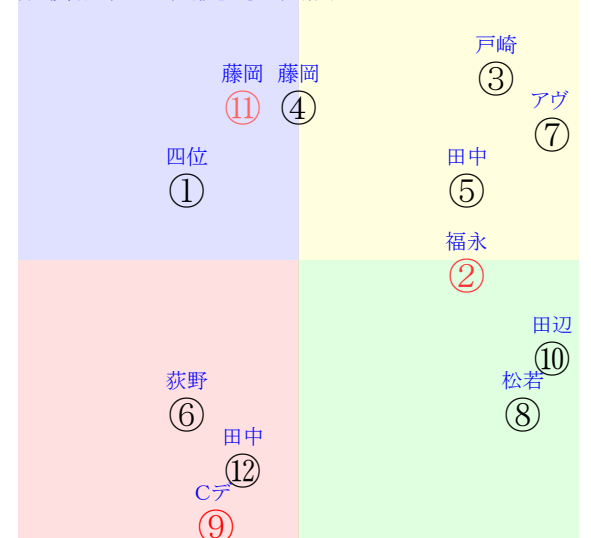 戸崎
③
藤岡 藤岡
⑪ ④
アヴ
⑦
四位
①
田中
⑤
福永
②
田辺
⑩
荻野
⑥
松若
⑧
田中
⑫
Cデ
⑨